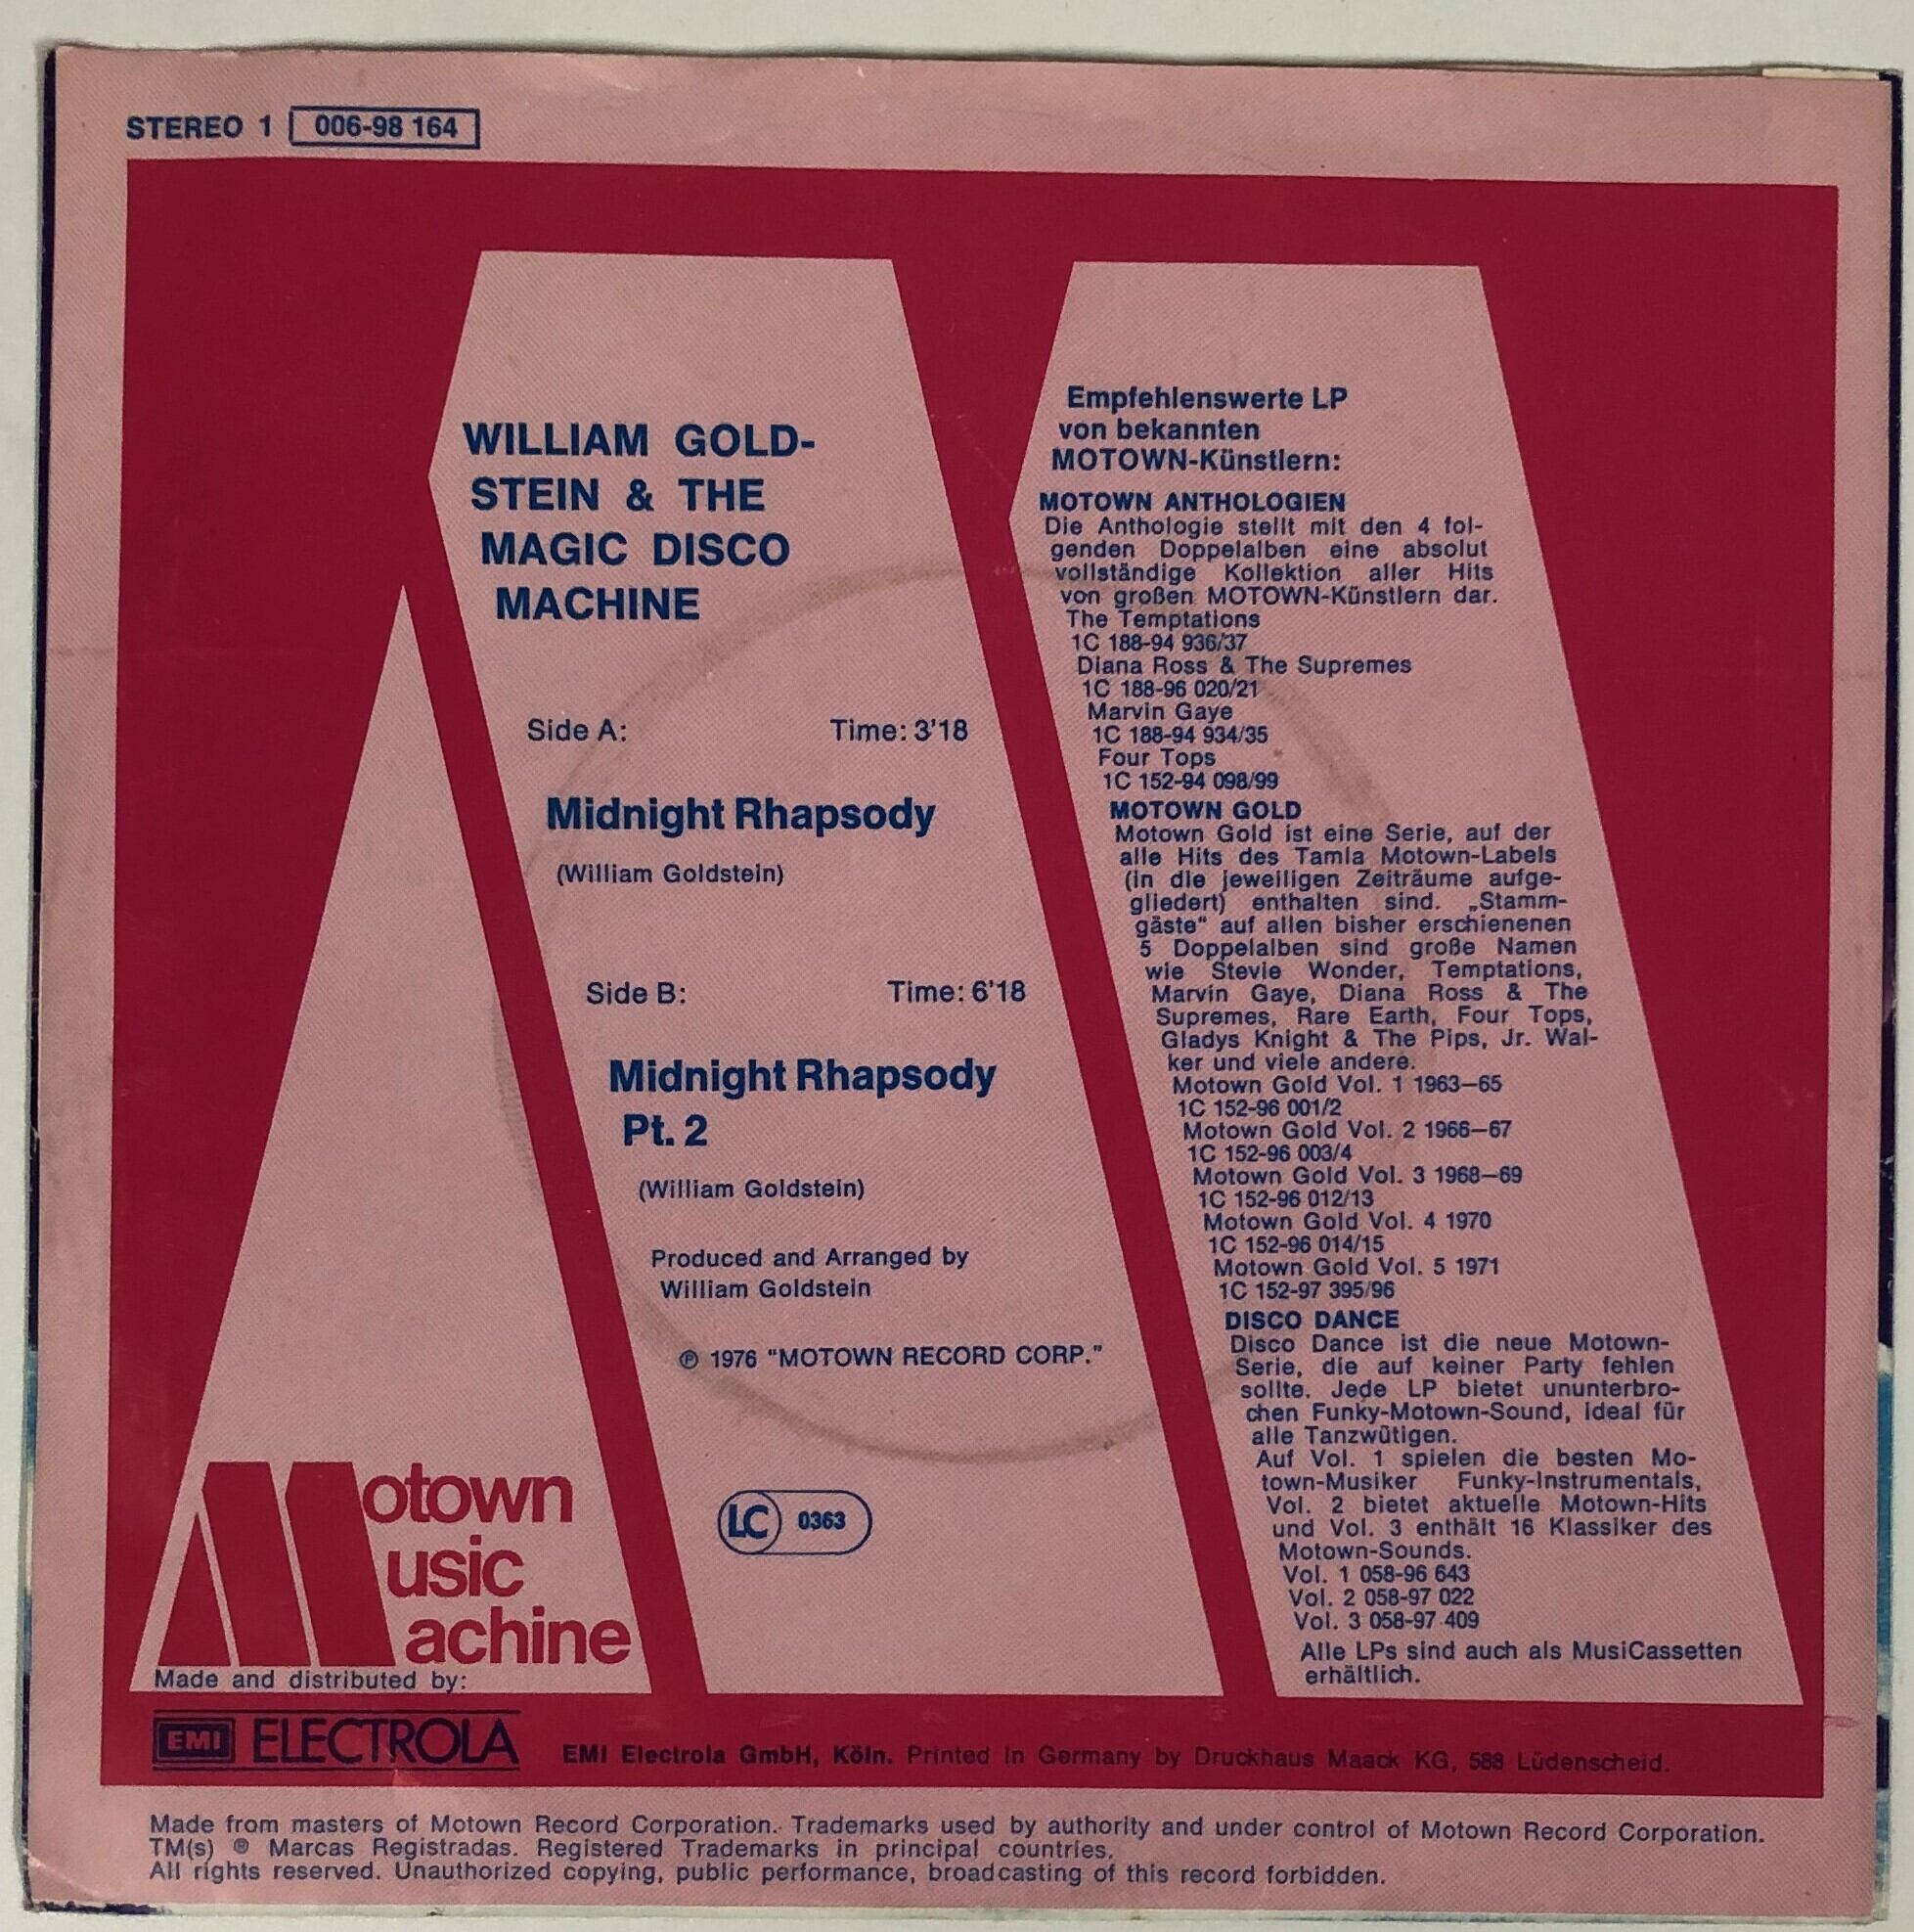 STEREO 1 006-98 164
WILLIAM GOLD-
STEIN & THE
MAGIC DISCO
MACHINE
Side A: Time: 3'18
Midnight Rhapsody
(William Goldstein)
Side B: Time: 6'18
Midnight Rhapsody
Pt. 2
(William Goldstein)
Produced and Arranged by
William Goldstein
℗ 1976 "MOTOWN RECORD CORP."
LC 0363
Empfehlenswerte LP
von bekannten
MOTOWN-Künstlern:
MOTOWN ANTHOLOGIEN
Die Anthologie stellt mit den 4 fol-
genden Doppelalben eine absolut
vollständige Kollektion aller Hits
von großen MOTOWN-Künstlern dar.
The Temptations
1C 188-94 936/37
Diana Ross & The Supremes
1C 188-96 020/21
Marvin Gaye
1C 188-94 934/35
Four Tops
1C 152-94 098/99
MOTOWN GOLD
Motown Gold ist eine Serie, auf der
alle Hits des Tamla Motown-Labels
(in die jeweiligen Zeiträume aufge-
gliedert) enthalten sind. „Stamm-
gäste“ auf allen bisher erschienenen
5 Doppelalben sind große Namen
wie Stevie Wonder, Temptations,
Marvin Gaye, Diana Ross & The
Supremes, Rare Earth, Four Tops,
Gladys Knight & The Pips, Jr. Wal-
ker und viele andere.
Motown Gold Vol. 1 1963—65
1C 152-96 001/2
Motown Gold Vol. 2 1966—67
1C 152-96 003/4
Motown Gold Vol. 3 1968—69
1C 152-96 012/13
Motown Gold Vol. 4 1970
1C 152-96 014/15
Motown Gold Vol. 5 1971
1C 152-97 395/96
DISCO DANCE
Disco Dance ist die neue Motown-
Serie, die auf keiner Party fehlen
sollte. Jede LP bietet ununterbro-
chen Funky-Motown-Sound, ideal für
alle Tanzwütigen.
Auf Vol. 1 spielen die besten Mo-
town-Musiker Funky-Instrumentals,
Vol. 2 bietet aktuelle Motown-Hits
und Vol. 3 enthält 16 Klassiker des
Motown-Sounds.
Vol. 1 058-96 643
Vol. 2 058-97 022
Vol. 3 058-97 409
Alle LPs sind auch als MusiCassetten
erhältlich.
Motown
usic
achine
Made and distributed by:
EMI ELECTROLA
EMI Electrola GmbH, Köln. Printed in Germany by Druckhaus Maack KG, 588 Lüdenscheid.
Made from masters of Motown Record Corporation. Trademarks used by authority and under control of Motown Record Corporation.
TM(s) ® Marcas Registradas. Registered Trademarks in principal countries.
All rights reserved. Unauthorized copying, public performance, broadcasting of this record forbidden.